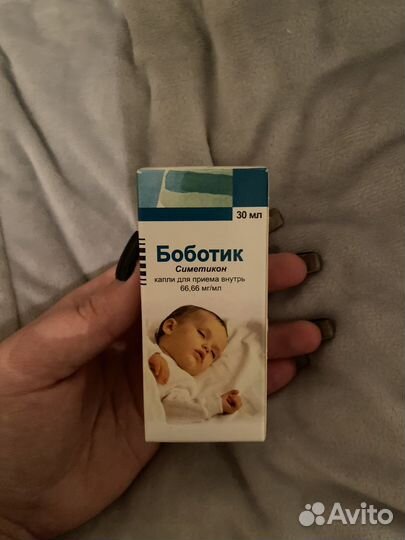 30 мл
Боботик
Симетикон
капли для приема внутрь
66,66 мг/мл
Avito